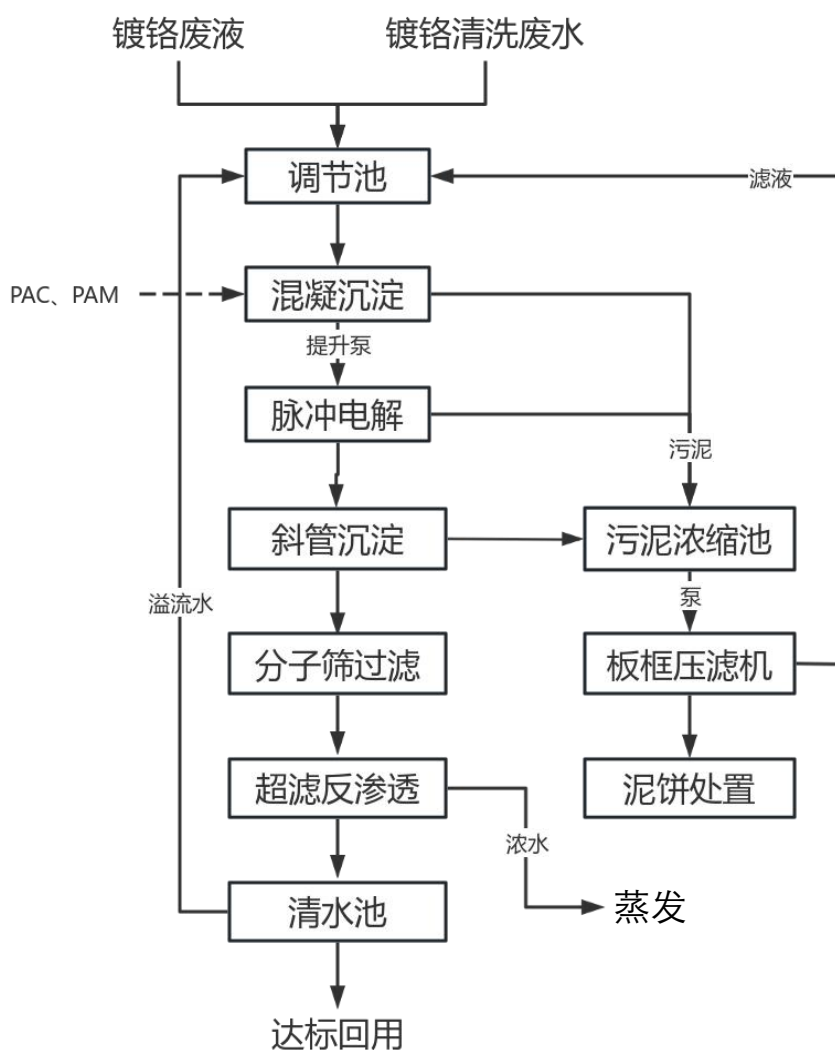 镀铬废液
镀铬清洗废水
调节池
滤液
PAC、PAM
混凝沉淀
提升泵
脉冲电解
污泥
斜管沉淀
污泥浓缩池
溢流水
泵
分子筛过滤
板框压滤机
超滤反渗透
泥饼处置
浓水
清水池
蒸发
达标回用